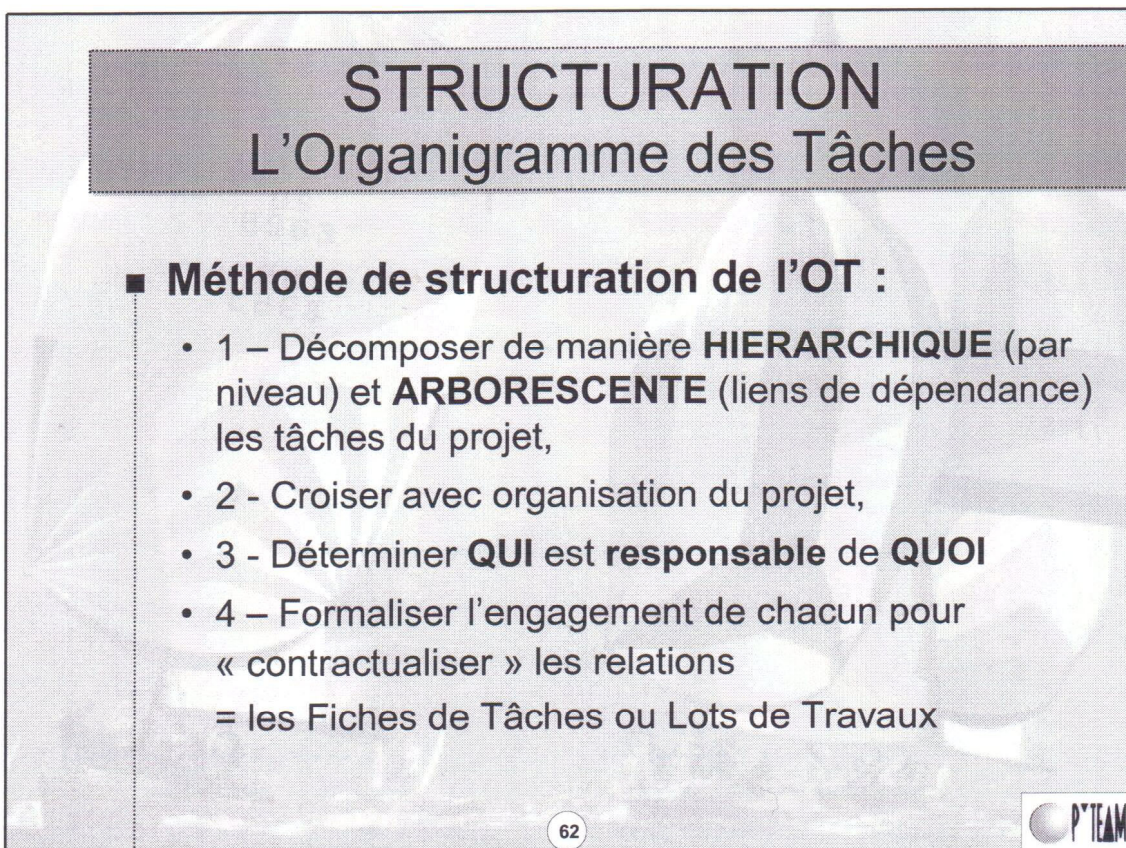 STRUCTURATION
L’Organigramme des Tâches
■ Méthode de structuration de l’OT :
• 1 – Décomposer de manière HIERARCHIQUE (par
niveau) et ARBORESCENTE (liens de dépendance)
les tâches du projet,
• 2 - Croiser avec organisation du projet,
• 3 - Déterminer QUI est responsable de QUOI
• 4 – Formaliser l’engagement de chacun pour
« contractualiser » les relations
= les Fiches de Tâches ou Lots de Travaux
62
P'TEAM